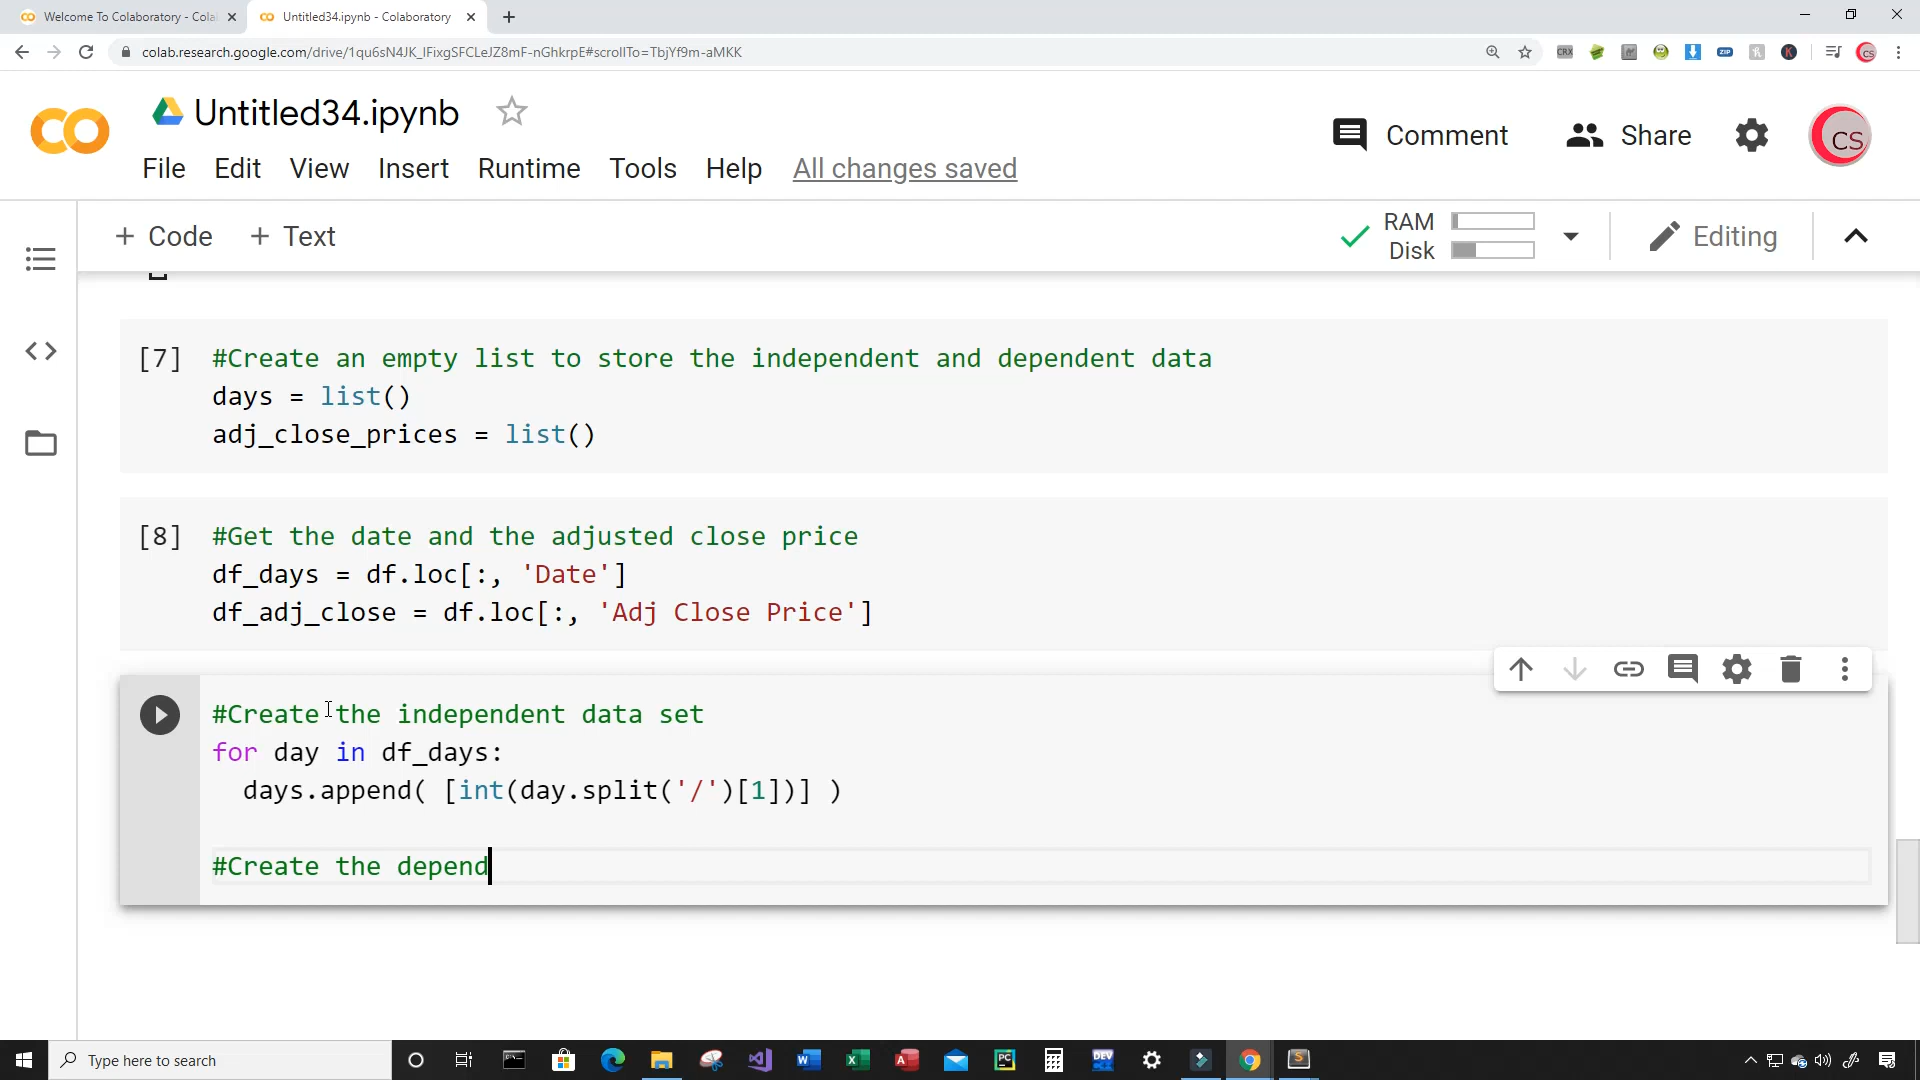 Welcome To Colaboratory - Cola
Untitled34.ipynb - Colaboratory
colab.research.google.com/drive/1qu6sN4JK_IFixgSFCLeJZ8mF-nGhkrpE#scrollTo=TbjYf9m-aMKK
CRX
ZIP
K
CS
CO
Untitled34.ipynb
Comment
Share
CS
File Edit View Insert Runtime Tools Help All changes saved
+ Code + Text
RAM
Disk
Editing
[7] #Create an empty list to store the independent and dependent data
days = list()
adj_close_prices = list()
[8] #Get the date and the adjusted close price
df_days = df.loc[:, 'Date']
df_adj_close = df.loc[:, 'Adj Close Price']
#Create the independent data set
for day in df_days:
days.append( [int(day.split('/')[1])] )
#Create the depend
Type here to search
W
X
A
PC
DEV
S